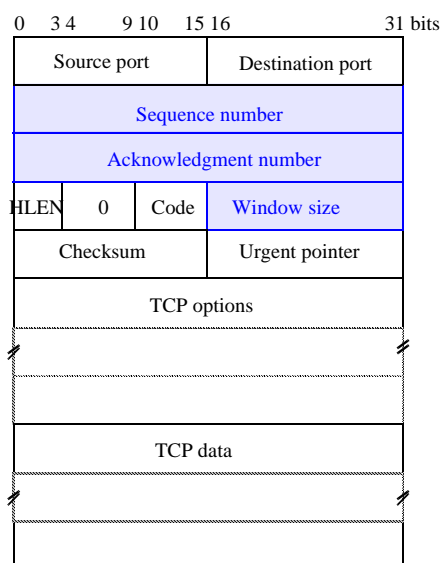 0 3 4 9 10 15 16 31 bits
Source port Destination port
Sequence number
Acknowledgment number
HLEN 0 Code Window size
Checksum Urgent pointer
TCP options
TCP data